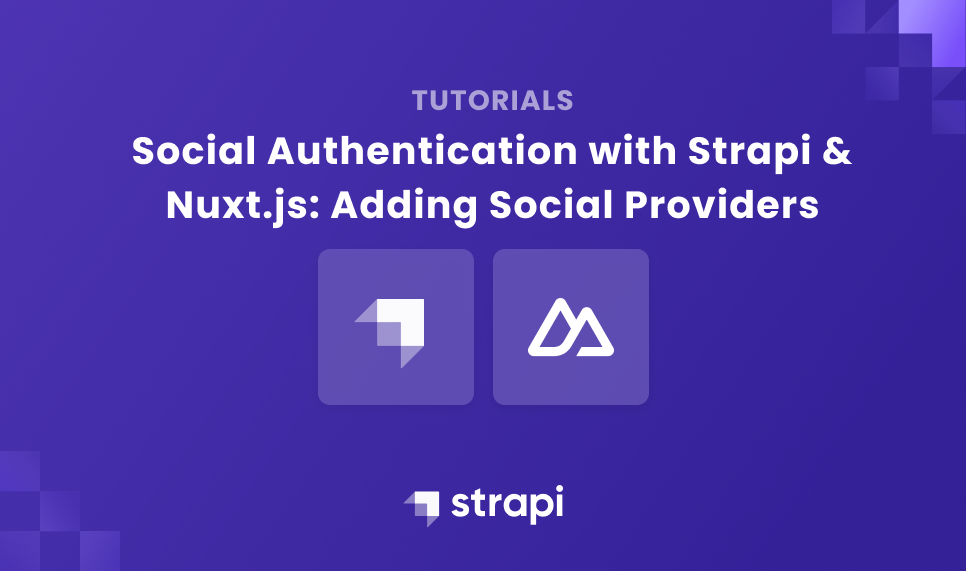 TUTORIALS
Social Authentication with Strapi &
Nuxt.js: Adding Social Providers
strapi